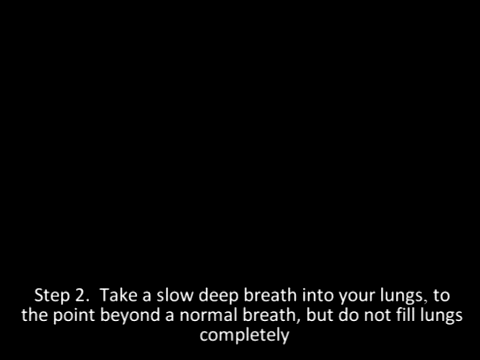 Step 2.  Take a slow deep breath into your lungs, to
the point beyond a normal breath, but do not fill lungs
completely